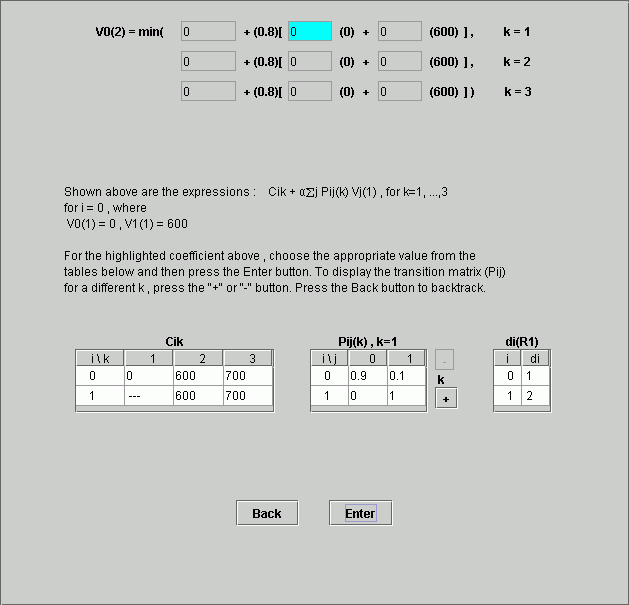 V0(2) = min( 0 + (0.8)[ 0 (0) + 0 (600) ] , k = 1
0 + (0.8)[ 0 (0) + 0 (600) ] , k = 2
0 + (0.8)[ 0 (0) + 0 (600) ] ) k = 3
Shown above are the expressions : Cik + α∑j Pij(k) Vj(1) , for k=1, ...,3
for i = 0 , where
V0(1) = 0 , V1(1) = 600
For the highlighted coefficient above , choose the appropriate value from the
tables below and then press the Enter button. To display the transition matrix (Pij)
for a different k , press the "+" or "-" button. Press the Back button to backtrack.
Cik Pij(k) , k=1 di(R1)
i \ k 1 2 3 i \ j 0 1 - i di
0 0 600 700 0 0.9 0.1 k 0 1
1 --- 600 700 1 0 1 + 1 2
Back Enter